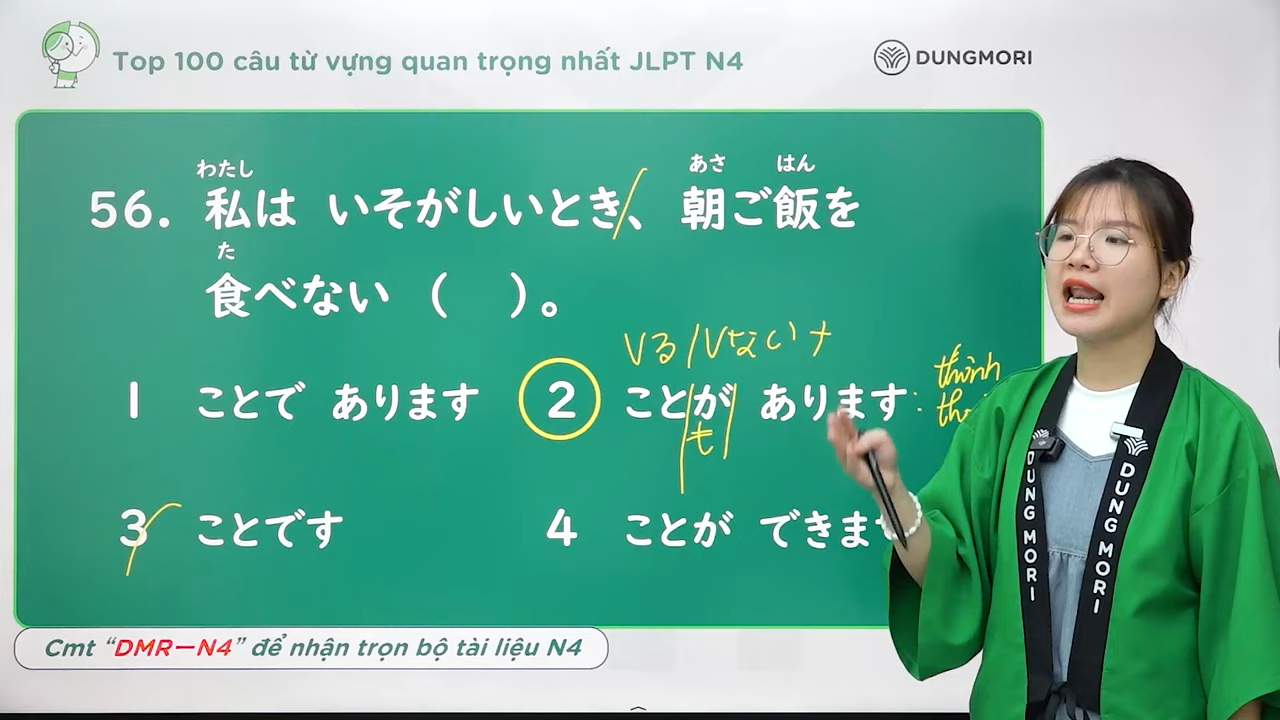 Top 100 câu từ vựng quan trọng nhất JLPT N4
DUNGMORI
わたし あさ はん
56. 私は いそがしいとき、 朝ご飯を
た
食べない ( )。
Vる/Vない+
1 ことで あります
2 ことが あります:
thỉnh
も
3 ことです
4 ことが できま
DUNG MORI
DUNG MORI
Cmt “DMR—N4” để nhận trọn bộ tài liệu N4